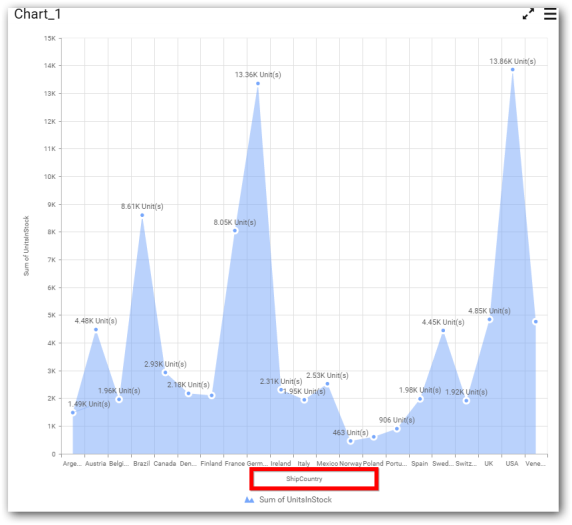 Chart_1
15K
14K
13.86K Unit(s)
13.36K Unit(s)
13K
12K
11K
10K
9K
8.61K Unit(s)
8.05K Unit(s)
8K
7K
6K
5K
4.85K Unit(s)
4.48K Unit(s)
4.45K Unit(s)
4K
3K
2.93K Unit(s)
2.53K Unit(s)
2.31K Unit(s)
2.18K Unit(s)
1.96K Unit(s)
1.95K Unit(s)
1.98K Unit(s)
1.92K Unit(s)
2K
1.49K Unit(s)
1K
906 Unit(s)
463 Unit(s)
0
Sum of UnitsInStock
Arge... Austria Belgi... Brazil Canada Den... Finland France Germ... Ireland Italy Mexico Norway Poland Portu... Spain Swed... Switz... UK USA Vene...
ShipCountry
Sum of UnitsInStock